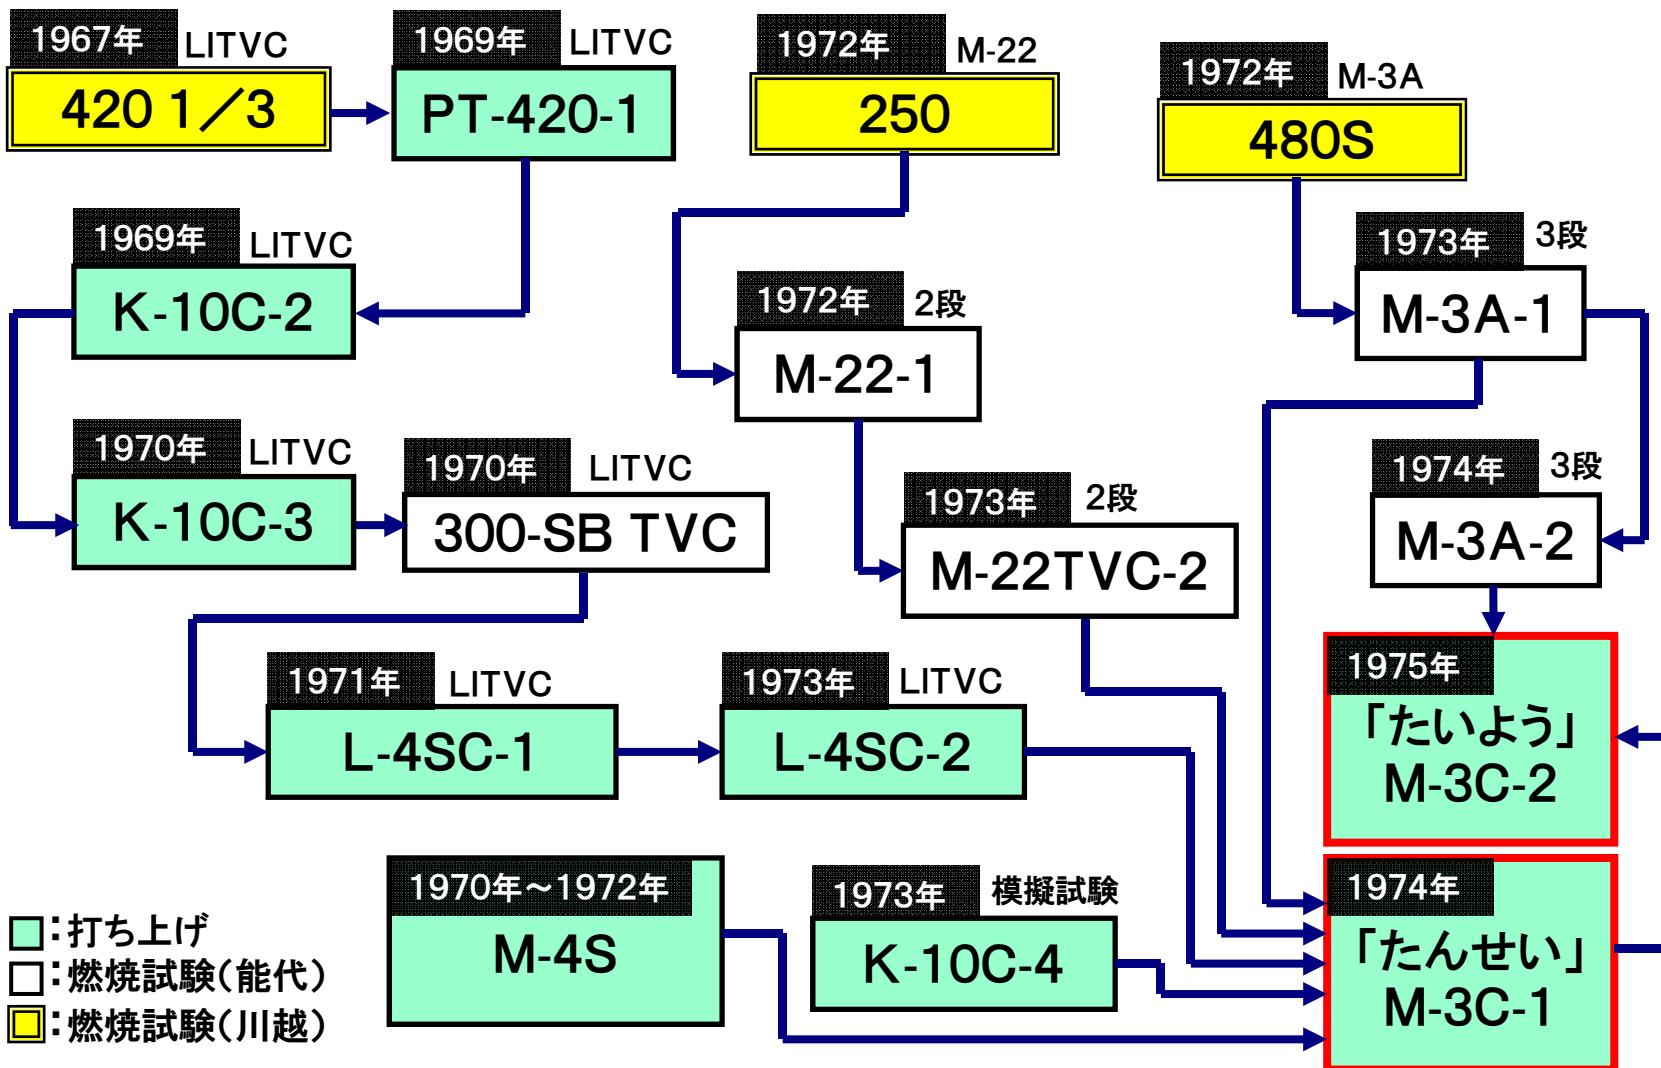 1967年 LITVC
420 1／3
1969年 LITVC
PT-420-1
1972年 M-22
250
1972年 M-3A
480S
1969年 LITVC
K-10C-2
1972年 2段
M-22-1
1973年 3段
M-3A-1
1970年 LITVC
K-10C-3
1970年 LITVC
300-SB TVC
1973年 2段
M-22TVC-2
1974年 3段
M-3A-2
1971年 LITVC
L-4SC-1
1973年 LITVC
L-4SC-2
1975年
「たいよう」
M-3C-2
1970年～1972年
M-4S
1973年 模擬試験
K-10C-4
1974年
「たんせい」
M-3C-1
：打ち上げ
：燃焼試験（能代）
：燃焼試験（川越）